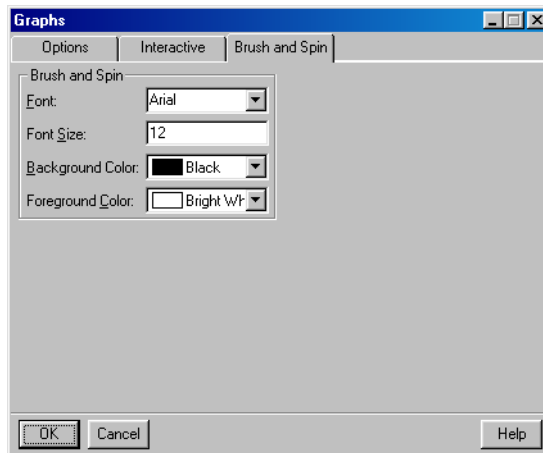 Graphs
Options Interactive Brush and Spin
Brush and Spin
Font: Arial
Font Size: 12
Background Color: Black
Foreground Color: Bright Wh
OK Cancel Help